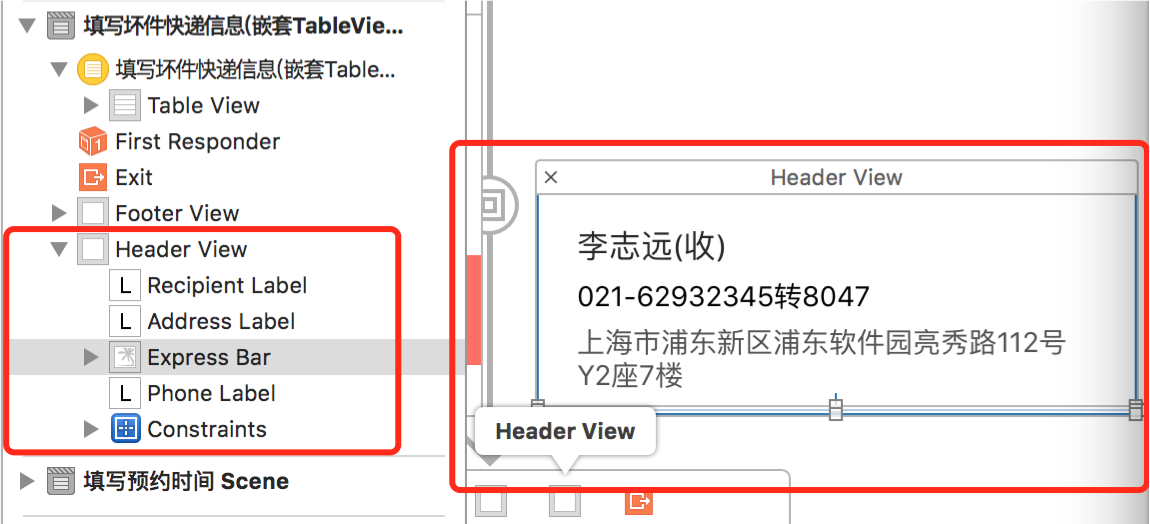 填写坏件快递信息(嵌套TableVie...
填写坏件快递信息(嵌套Table...
Table View
First Responder
Exit
Footer View
Header View
L Recipient Label
L Address Label
Express Bar
L Phone Label
Constraints
填写预约时间 Scene
× Header View
李志远(收)
021-62932345转8047
上海市浦东新区浦东软件园亮秀路112号
Y2座7楼
Header View